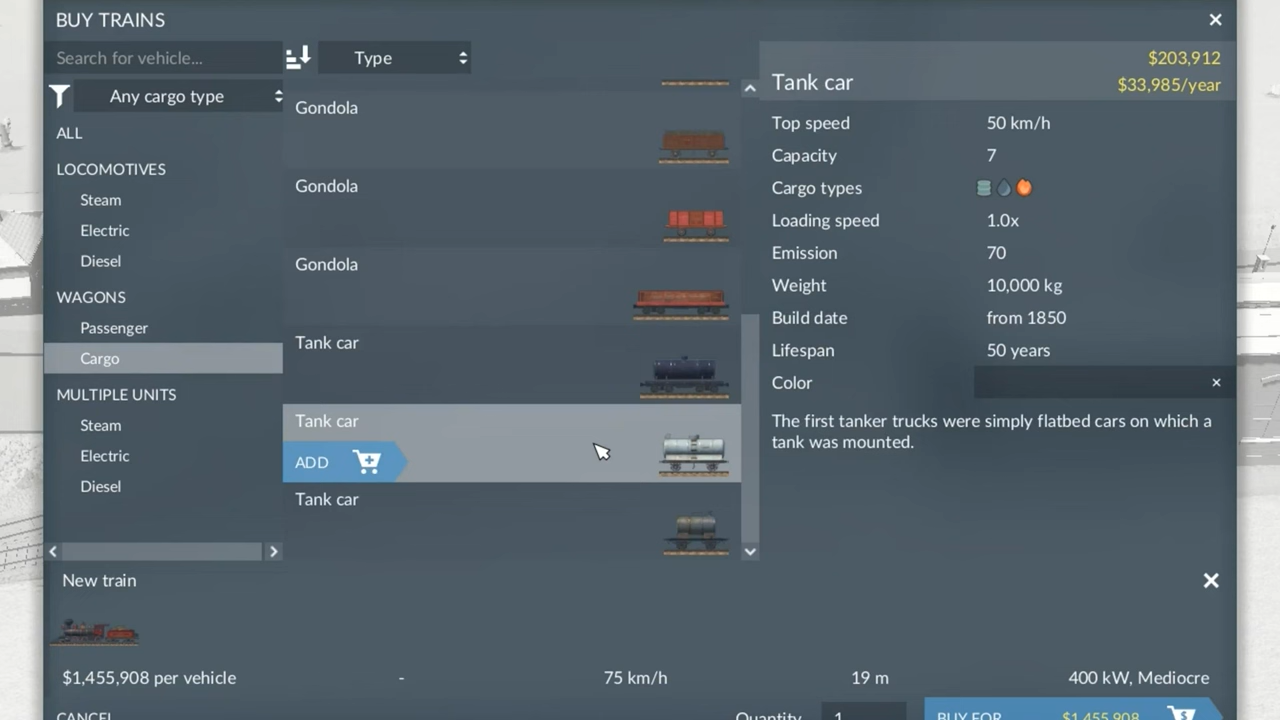 BUY TRAINS
Search for vehicle...
Type
Any cargo type
ALL
LOCOMOTIVES
Steam
Electric
Diesel
WAGONS
Passenger
Cargo
MULTIPLE UNITS
Steam
Electric
Diesel
Gondola
Gondola
Gondola
Tank car
Tank car
ADD
Tank car
$203,912
Tank car
$33,985/year
Top speed 50 km/h
Capacity 7
Cargo types
Loading speed 1.0x
Emission 70
Weight 10,000 kg
Build date from 1850
Lifespan 50 years
Color
The first tanker trucks were simply flatbed cars on which a
tank was mounted.
New train
$1,455,908 per vehicle - 75 km/h 19 m 400 kW, Mediocre
CANCEL Quantity 1 BUY FOR $1,455,908